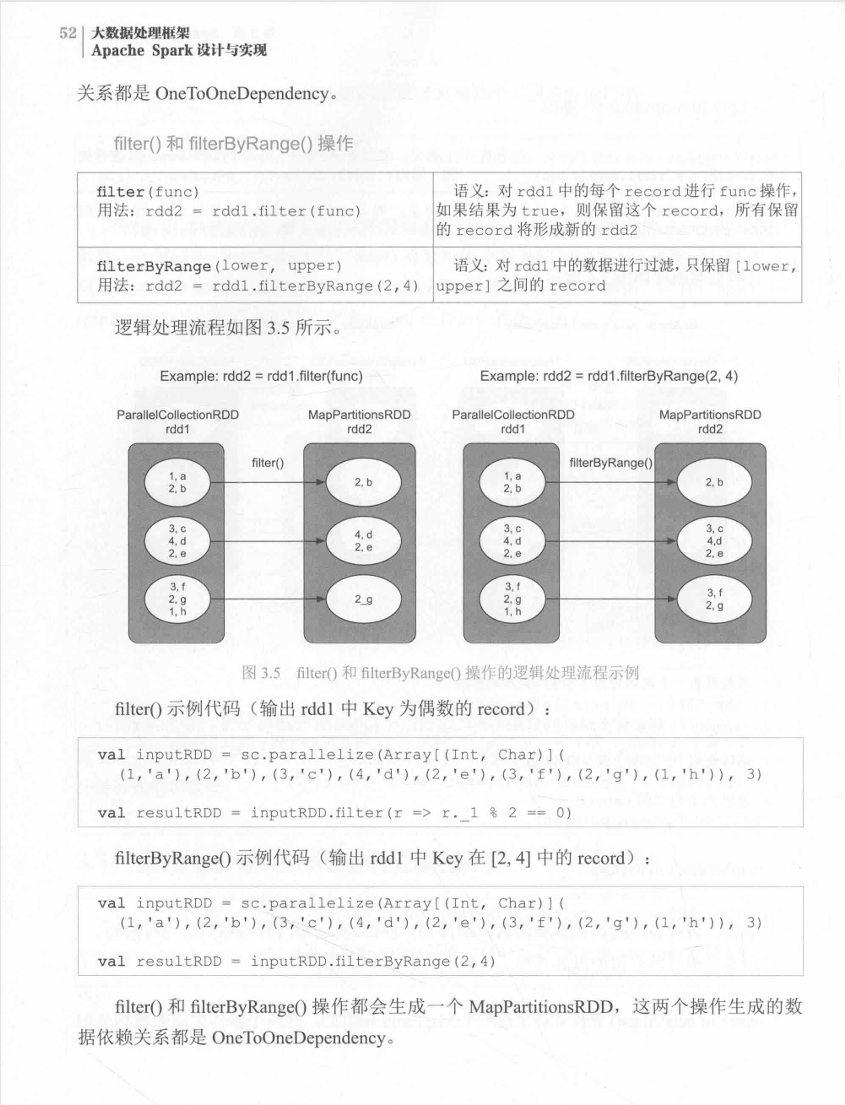 52 大数据处理框架
Apache Spark 设计与实现
关系都是 OneToOneDependency。
filter() 和 filterByRange() 操作
filter(func)
用法：rdd2 = rdd1.filter(func)
语义：对 rdd1 中的每个 record 进行 func 操作，
如果结果为 true，则保留这个 record，所有保留
的 record 将形成新的 rdd2
filterByRange(lower, upper)
用法：rdd2 = rdd1.filterByRange(2,4)
语义：对 rdd1 中的数据进行过滤，只保留 [lower,
upper] 之间的 record
逻辑处理流程如图 3.5 所示。
Example: rdd2 = rdd1.filter(func)
ParallelCollectionRDD
rdd1
MapPartitionsRDD
rdd2
filter()
1, a
2, b
2, b
3, c
4, d
2, e
4, d
2, e
3, f
2, g
1, h
2_g
Example: rdd2 = rdd1.filterByRange(2, 4)
ParallelCollectionRDD
rdd1
MapPartitionsRDD
rdd2
filterByRange()
1, a
2, b
2, b
3, c
4, d
2, e
3, c
4,d
2, e
3, f
2, g
1, h
3, f
2, g
图 3.5 filter() 和 filterByRange() 操作的逻辑处理流程示例
filter() 示例代码（输出 rdd1 中 Key 为偶数的 record）：
val inputRDD = sc.parallelize(Array[(Int, Char)](
(1,'a'),(2,'b'),(3,'c'),(4,'d'),(2,'e'),(3,'f'),(2,'g'),(1,'h')), 3)
val resultRDD = inputRDD.filter(r => r._1 % 2 == 0)
filterByRange() 示例代码（输出 rdd1 中 Key 在 [2, 4] 中的 record）：
val inputRDD = sc.parallelize(Array[(Int, Char)](
(1,'a'),(2,'b'),(3,'c'),(4,'d'),(2,'e'),(3,'f'),(2,'g'),(1,'h')), 3)
val resultRDD = inputRDD.filterByRange(2,4)
filter() 和 filterByRange() 操作都会生成一个 MapPartitionsRDD，这两个操作生成的数
据依赖关系都是 OneToOneDependency。